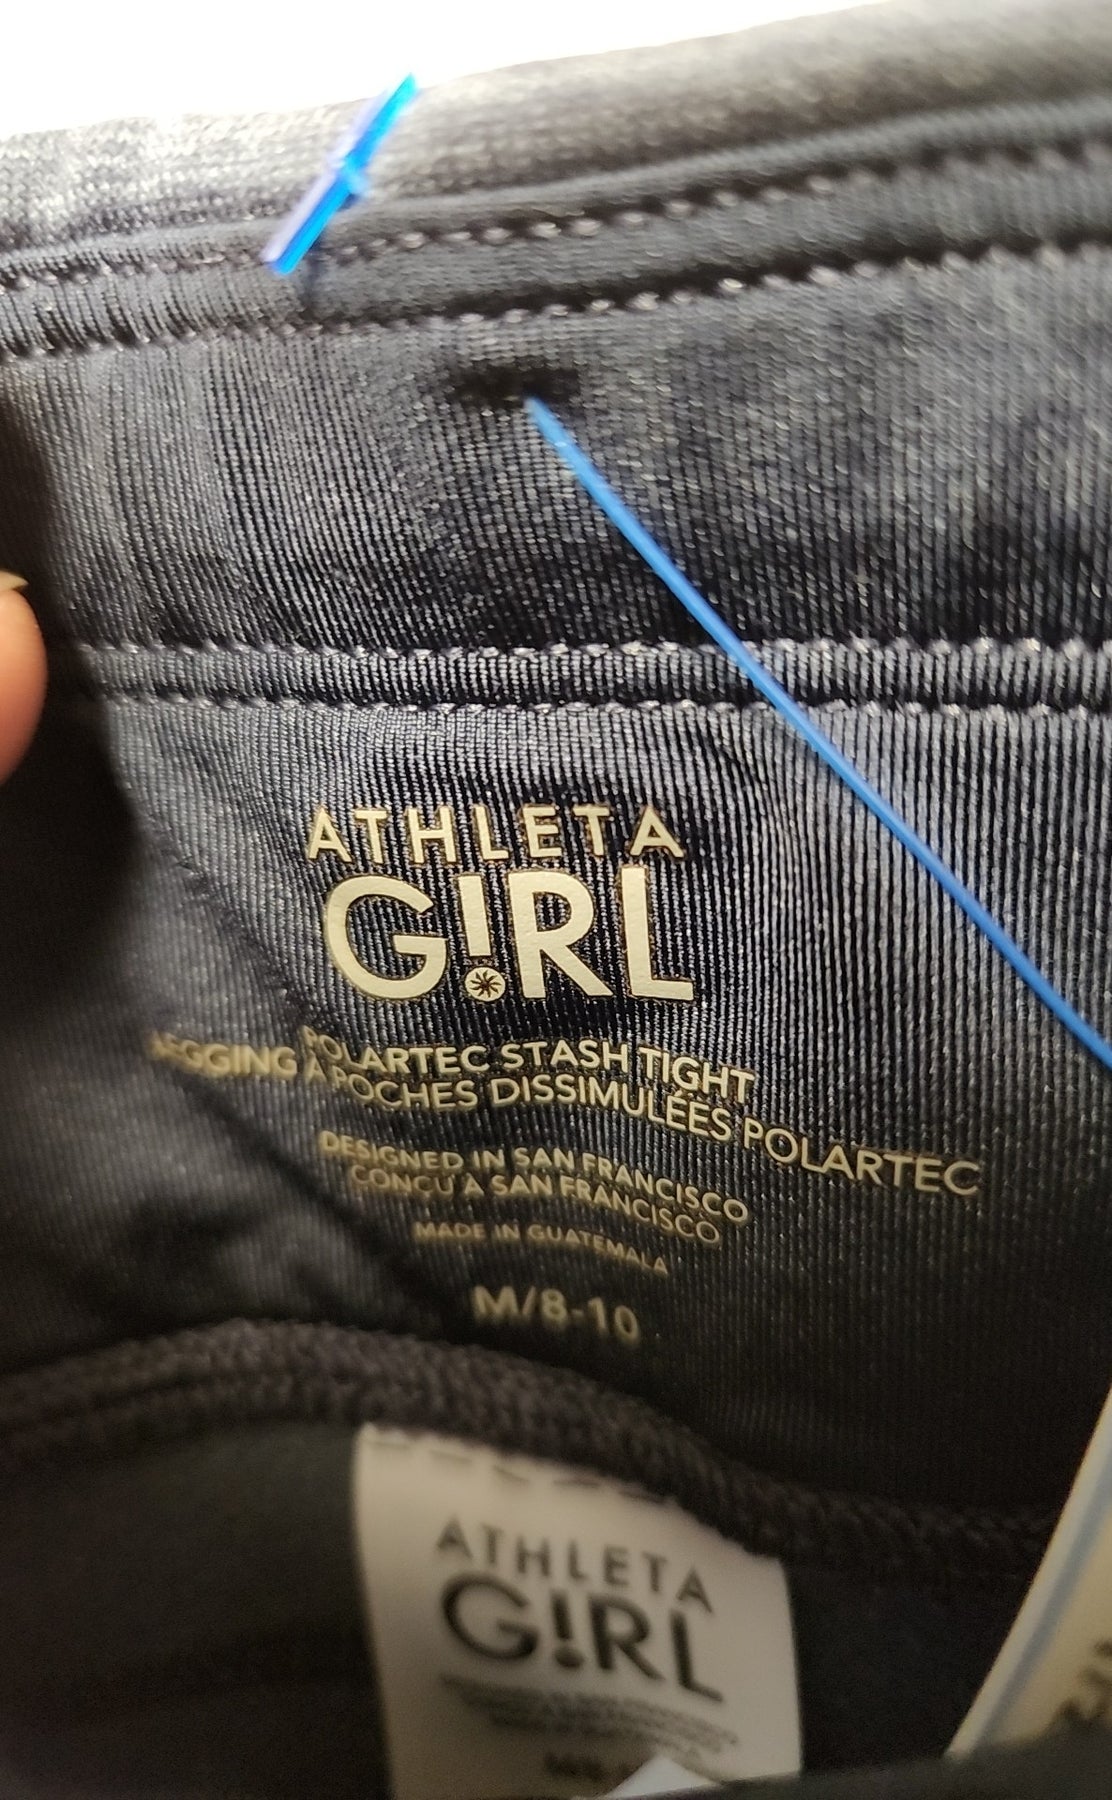 ATHLETA
G!RL
POLARTEC STASH TIGHT
LEGGING À POCHES DISSIMULÉES POLARTEC
DESIGNED IN SAN FRANCISCO
CONÇU À SAN FRANCISCO
MADE IN GUATEMALA
M/8-10
ATHLETA
G!RL